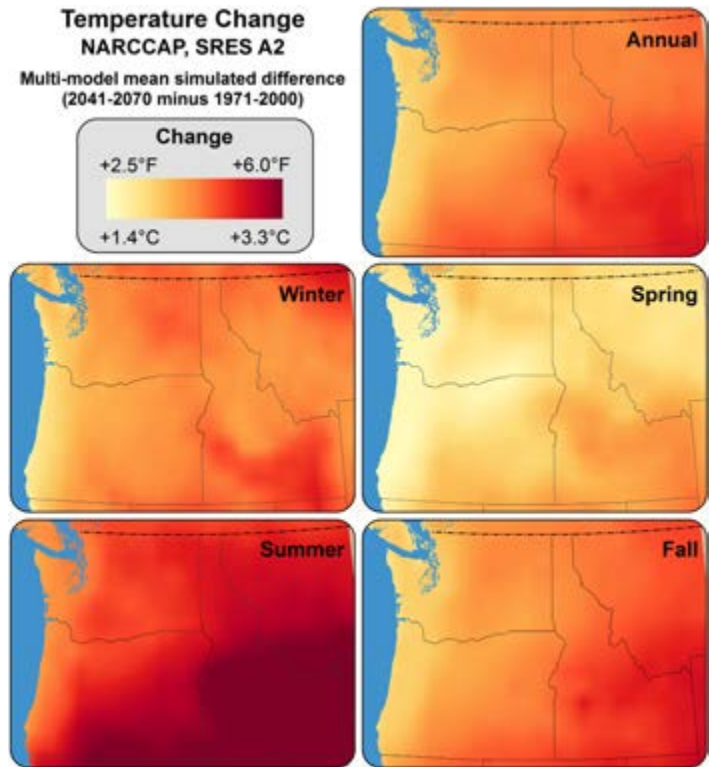 Temperature Change
NARCCAP, SRES A2
Multi-model mean simulated difference
(2041-2070 minus 1971-2000)
Change
+2.5°F +6.0°F
+1.4°C +3.3°C
Annual
Winter
Spring
Summer
Fall